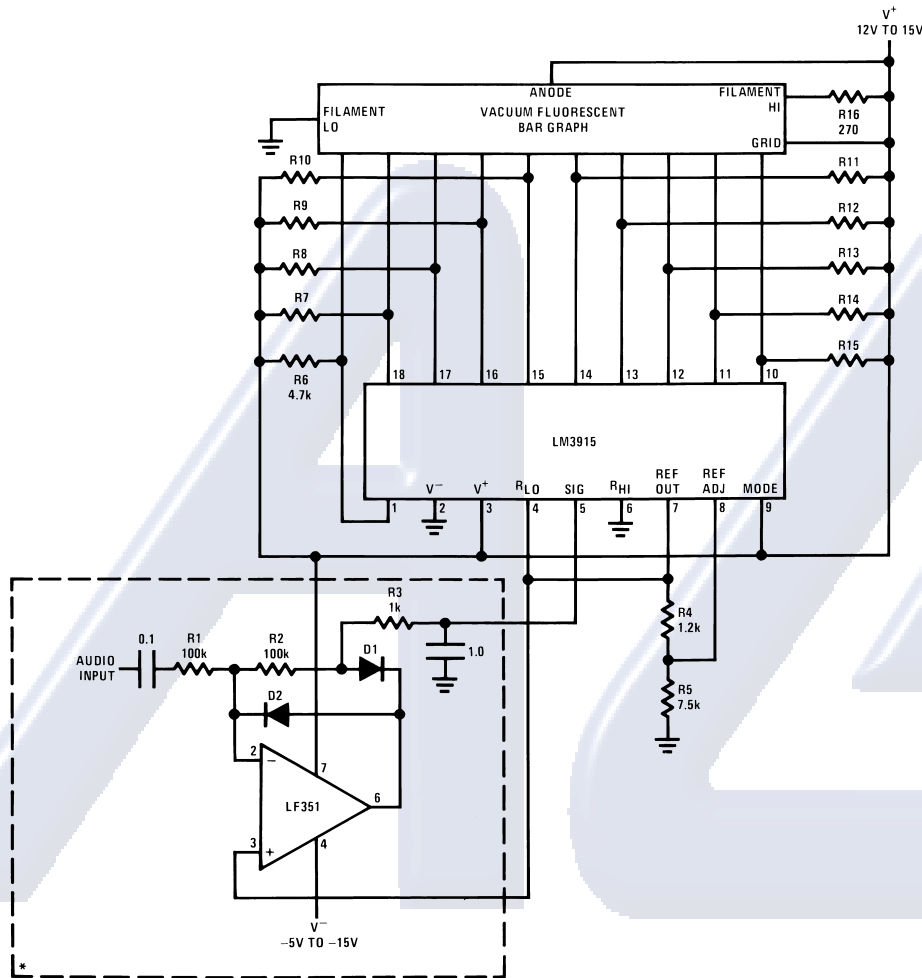 V+
12V TO 15V
ANODE
FILAMENT
HI
FILAMENT
LO
VACUUM FLUORESCENT
BAR GRAPH
GRID
R16
270
R10
R11
R9
R12
R8
R13
R7
R14
R6
4.7k
R15
18
17
16
15
14
13
12
11
10
LM3915
V−
V+
RLO
SIG
RHI
REF
OUT
REF
ADJ
MODE
1
2
3
4
5
6
7
8
9
R3
1k
R4
1.2k
1.0
0.1
R1
100k
R2
100k
D1
AUDIO
INPUT
D2
R5
7.5k
2
−
7
LF351
6
3
+
4
V−
−5V TO −15V
*